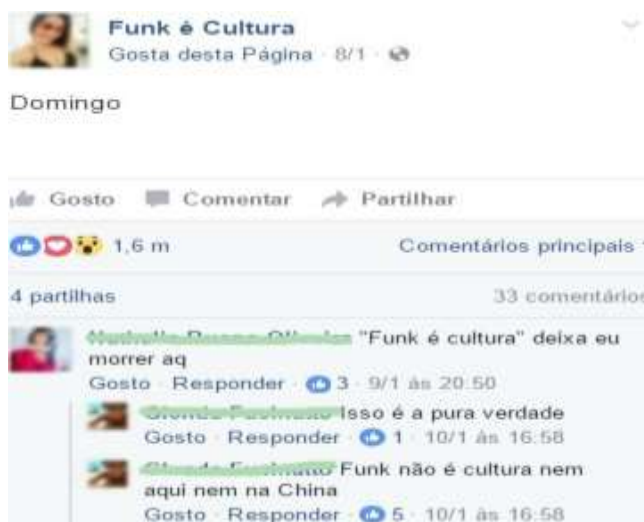 Funk é Cultura
Gosta desta Página · 8/1 ·
Domingo
Gosto Comentar Partilhar
1,6 m Comentários principais
4 partilhas 33 comentários
"Funk é cultura" deixa eu
morrer aq
Gosto · Responder · 3 · 9/1 às 20:50
Isso é a pura verdade
Gosto · Responder · 1 · 10/1 às 16:58
Funk não é cultura nem
aqui nem na China
Gosto · Responder · 5 · 10/1 às 16:58